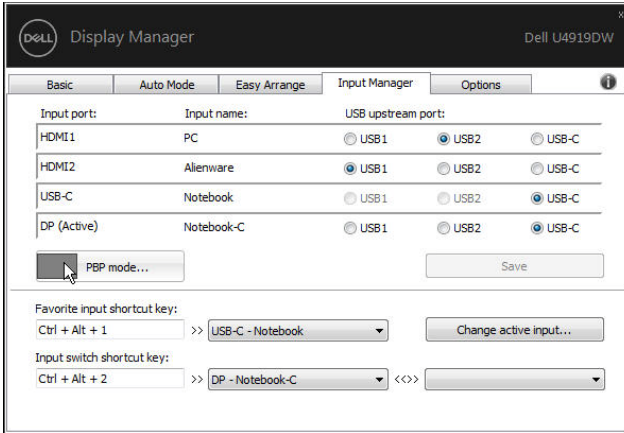 DELL Display Manager Dell U4919DW
Basic Auto Mode Easy Arrange Input Manager Options
Input port: Input name: USB upstream port:
HDMI1 PC USB1 USB2 USB-C
HDMI2 Alienware USB1 USB2 USB-C
USB-C Notebook USB1 USB2 USB-C
DP (Active) Notebook-C USB1 USB2 USB-C
PBP mode... Save
Favorite input shortcut key:
Ctrl + Alt + 1 >> USB-C - Notebook Change active input...
Input switch shortcut key:
Ctrl + Alt + 2 >> DP - Notebook-C <<>>